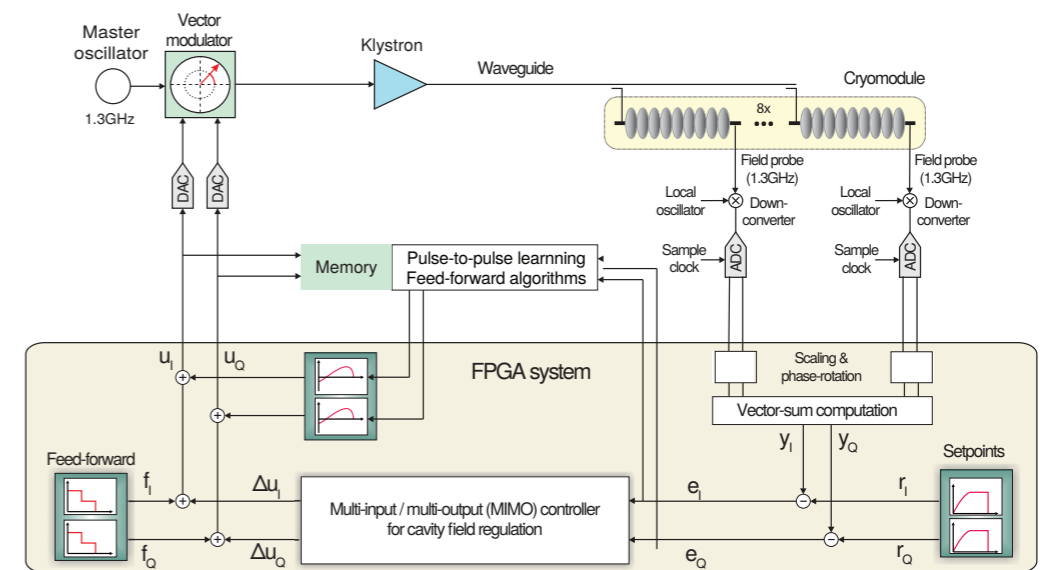 Master
oscillator
1.3GHz
Vector
modulator
Klystron
Waveguide
Cryomodule
8x
Field probe
(1.3GHz)
Field probe
(1.3GHz)
Local
oscillator
Down-
converter
Local
oscillator
Down-
converter
DAC
DAC
Sample
clock
ADC
Sample
clock
ADC
Memory
Pulse-to-pulse learnning
Feed-forward algorithms
u_I
u_Q
FPGA system
Scaling &
phase-rotation
Vector-sum computation
y_I
y_Q
Feed-forward
f_I
Δu_I
Multi-input / multi-output (MIMO) controller
for cavity field regulation
e_I
r_I
Setpoints
f_Q
Δu_Q
e_Q
r_Q